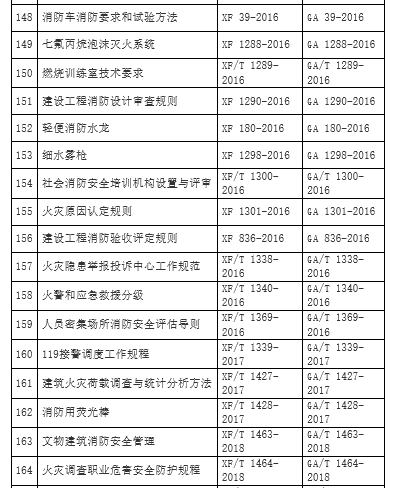 148 消防车消防要求和试验方法 XF 39-2016 GA 39-2016
149 七氟丙烷泡沫灭火系统 XF 1288-2016 GA 1288-2016
150 燃烧训练室技术要求 XF/T 1289-2016 GA/T 1289-2016
151 建设工程消防设计审查规则 XF 1290-2016 GA 1290-2016
152 轻便消防水龙 XF 180-2016 GA 180-2016
153 细水雾枪 XF 1298-2016 GA 1298-2016
154 社会消防安全培训机构设置与评审 XF/T 1300-2016 GA/T 1300-2016
155 火灾原因认定规则 XF 1301-2016 GA 1301-2016
156 建设工程消防验收评定规则 XF 836-2016 GA 836-2016
157 火灾隐患举报投诉中心工作规范 XF/T 1338-2016 GA/T 1338-2016
158 火警和应急救援分级 XF/T 1340-2016 GA/T 1340-2016
159 人员密集场所消防安全评估导则 XF/T 1369-2016 GA/T 1369-2016
160 119接警调度工作规程 XF/T 1339-2017 GA/T 1339-2017
161 建筑火灾荷载调查与统计分析方法 XF/T 1427-2017 GA/T 1427-2017
162 消防用荧光棒 XF/T 1428-2017 GA/T 1428-2017
163 文物建筑消防安全管理 XF/T 1463-2018 GA/T 1463-2018
164 火灾调查职业危害安全防护规程 XF/T 1464-2018 GA/T 1464-2018